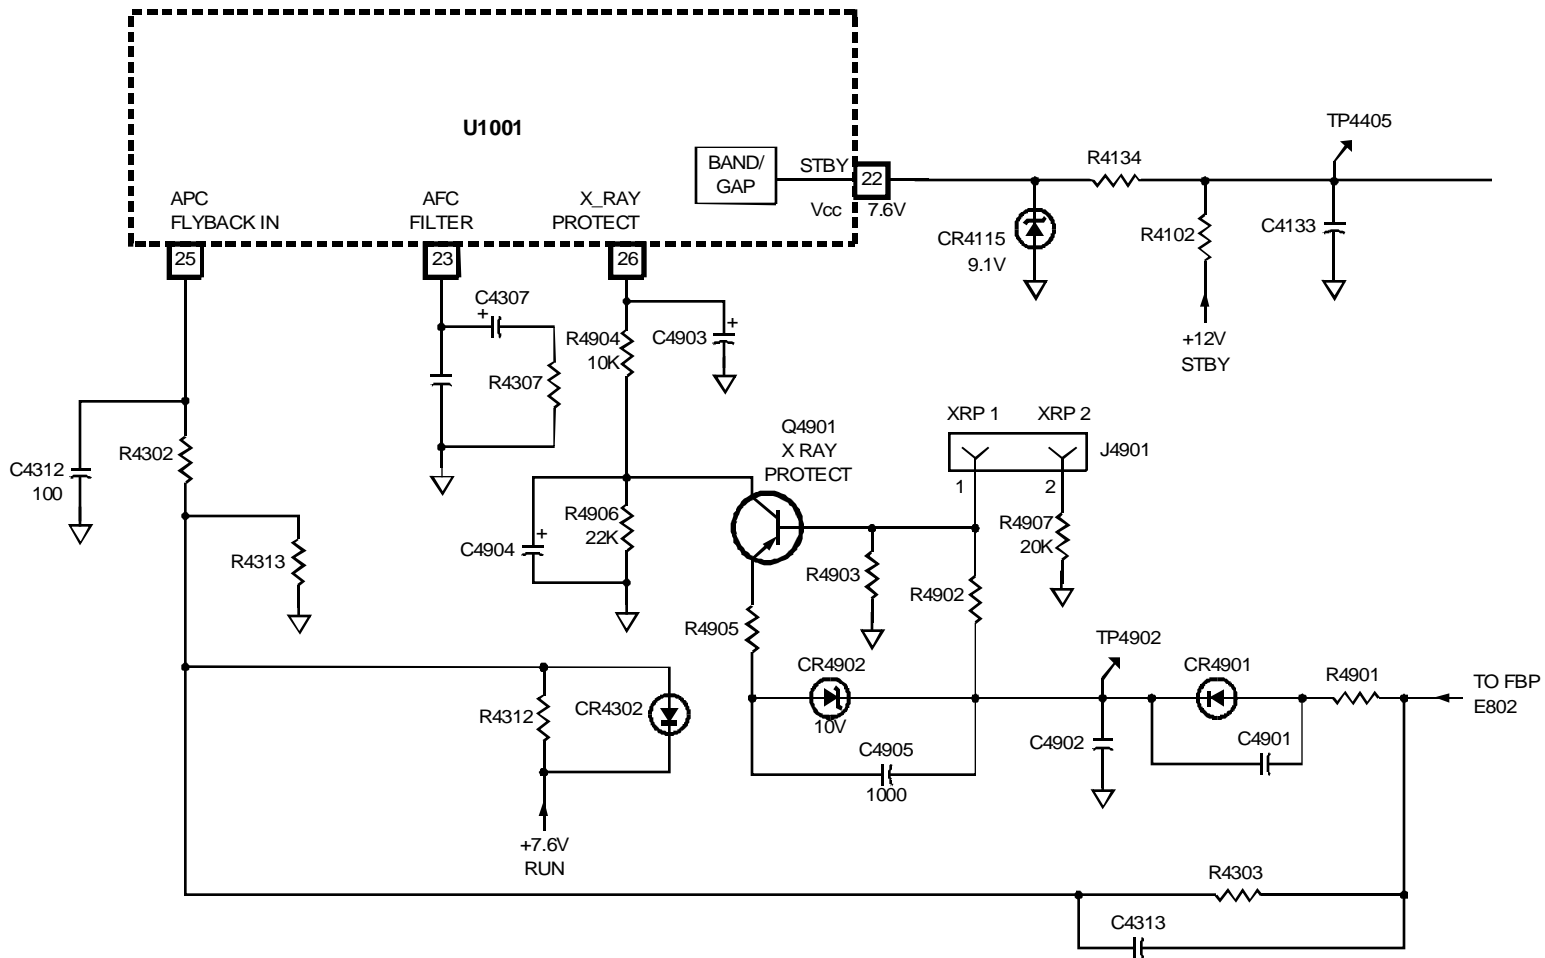 U1001
TP4405
BAND/
GAP
STBY
22
R4134
APC
FLYBACK IN
AFC
FILTER
X_RAY
PROTECT
Vcc
7.6V
CR4115
9.1V
R4102
C4133
25
23
26
C4307
+
R4904
10K
C4903
+
+12V
STBY
R4307
XRP 1
XRP 2
Q4901
X RAY
PROTECT
J4901
R4302
C4312
100
1
2
R4906
22K
+
C4904
R4907
20K
R4313
R4903
R4902
R4905
TP4902
CR4902
10V
CR4901
R4901
TO FBP
E802
R4312
CR4302
C4902
C4901
C4905
1000
+7.6V
RUN
R4303
C4313